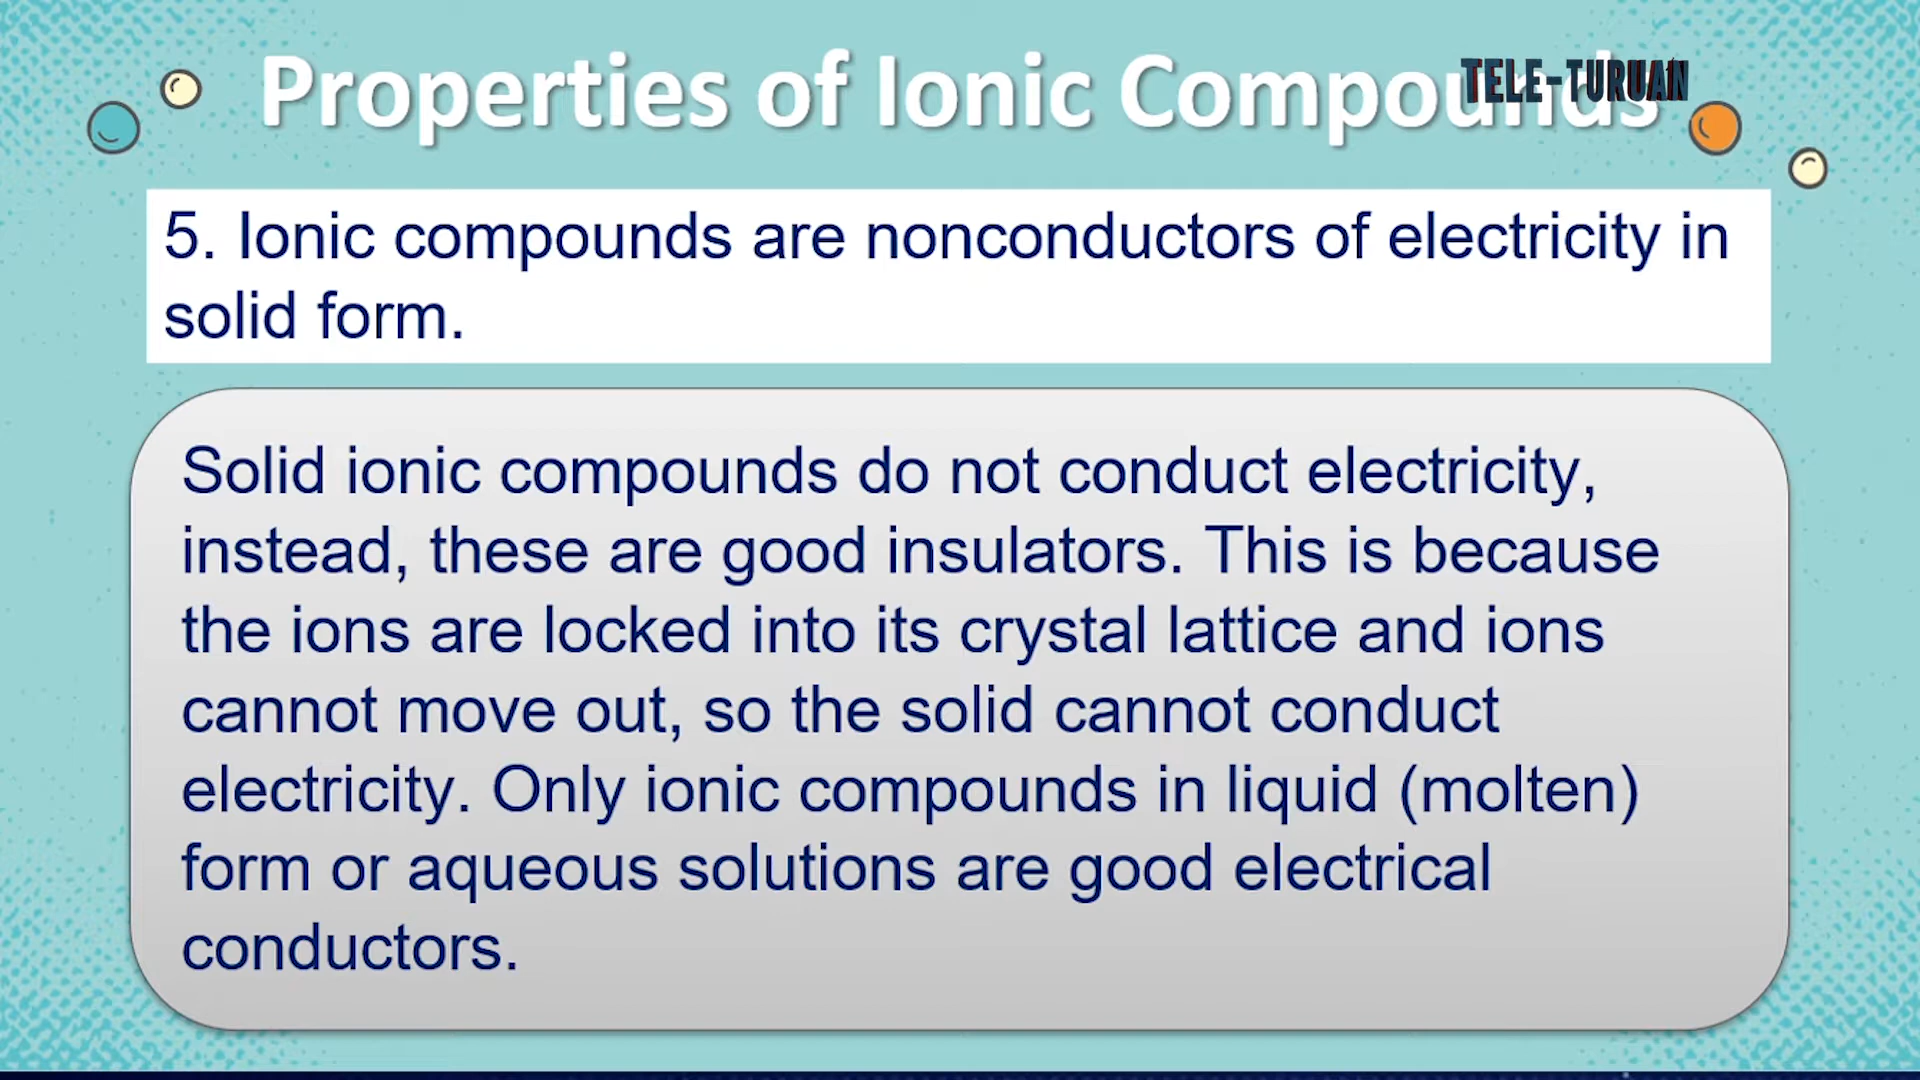 Properties of Ionic Compounds
TELE-TURUAN
5. Ionic compounds are nonconductors of electricity in
solid form.
Solid ionic compounds do not conduct electricity,
instead, these are good insulators. This is because
the ions are locked into its crystal lattice and ions
cannot move out, so the solid cannot conduct
electricity. Only ionic compounds in liquid (molten)
form or aqueous solutions are good electrical
conductors.